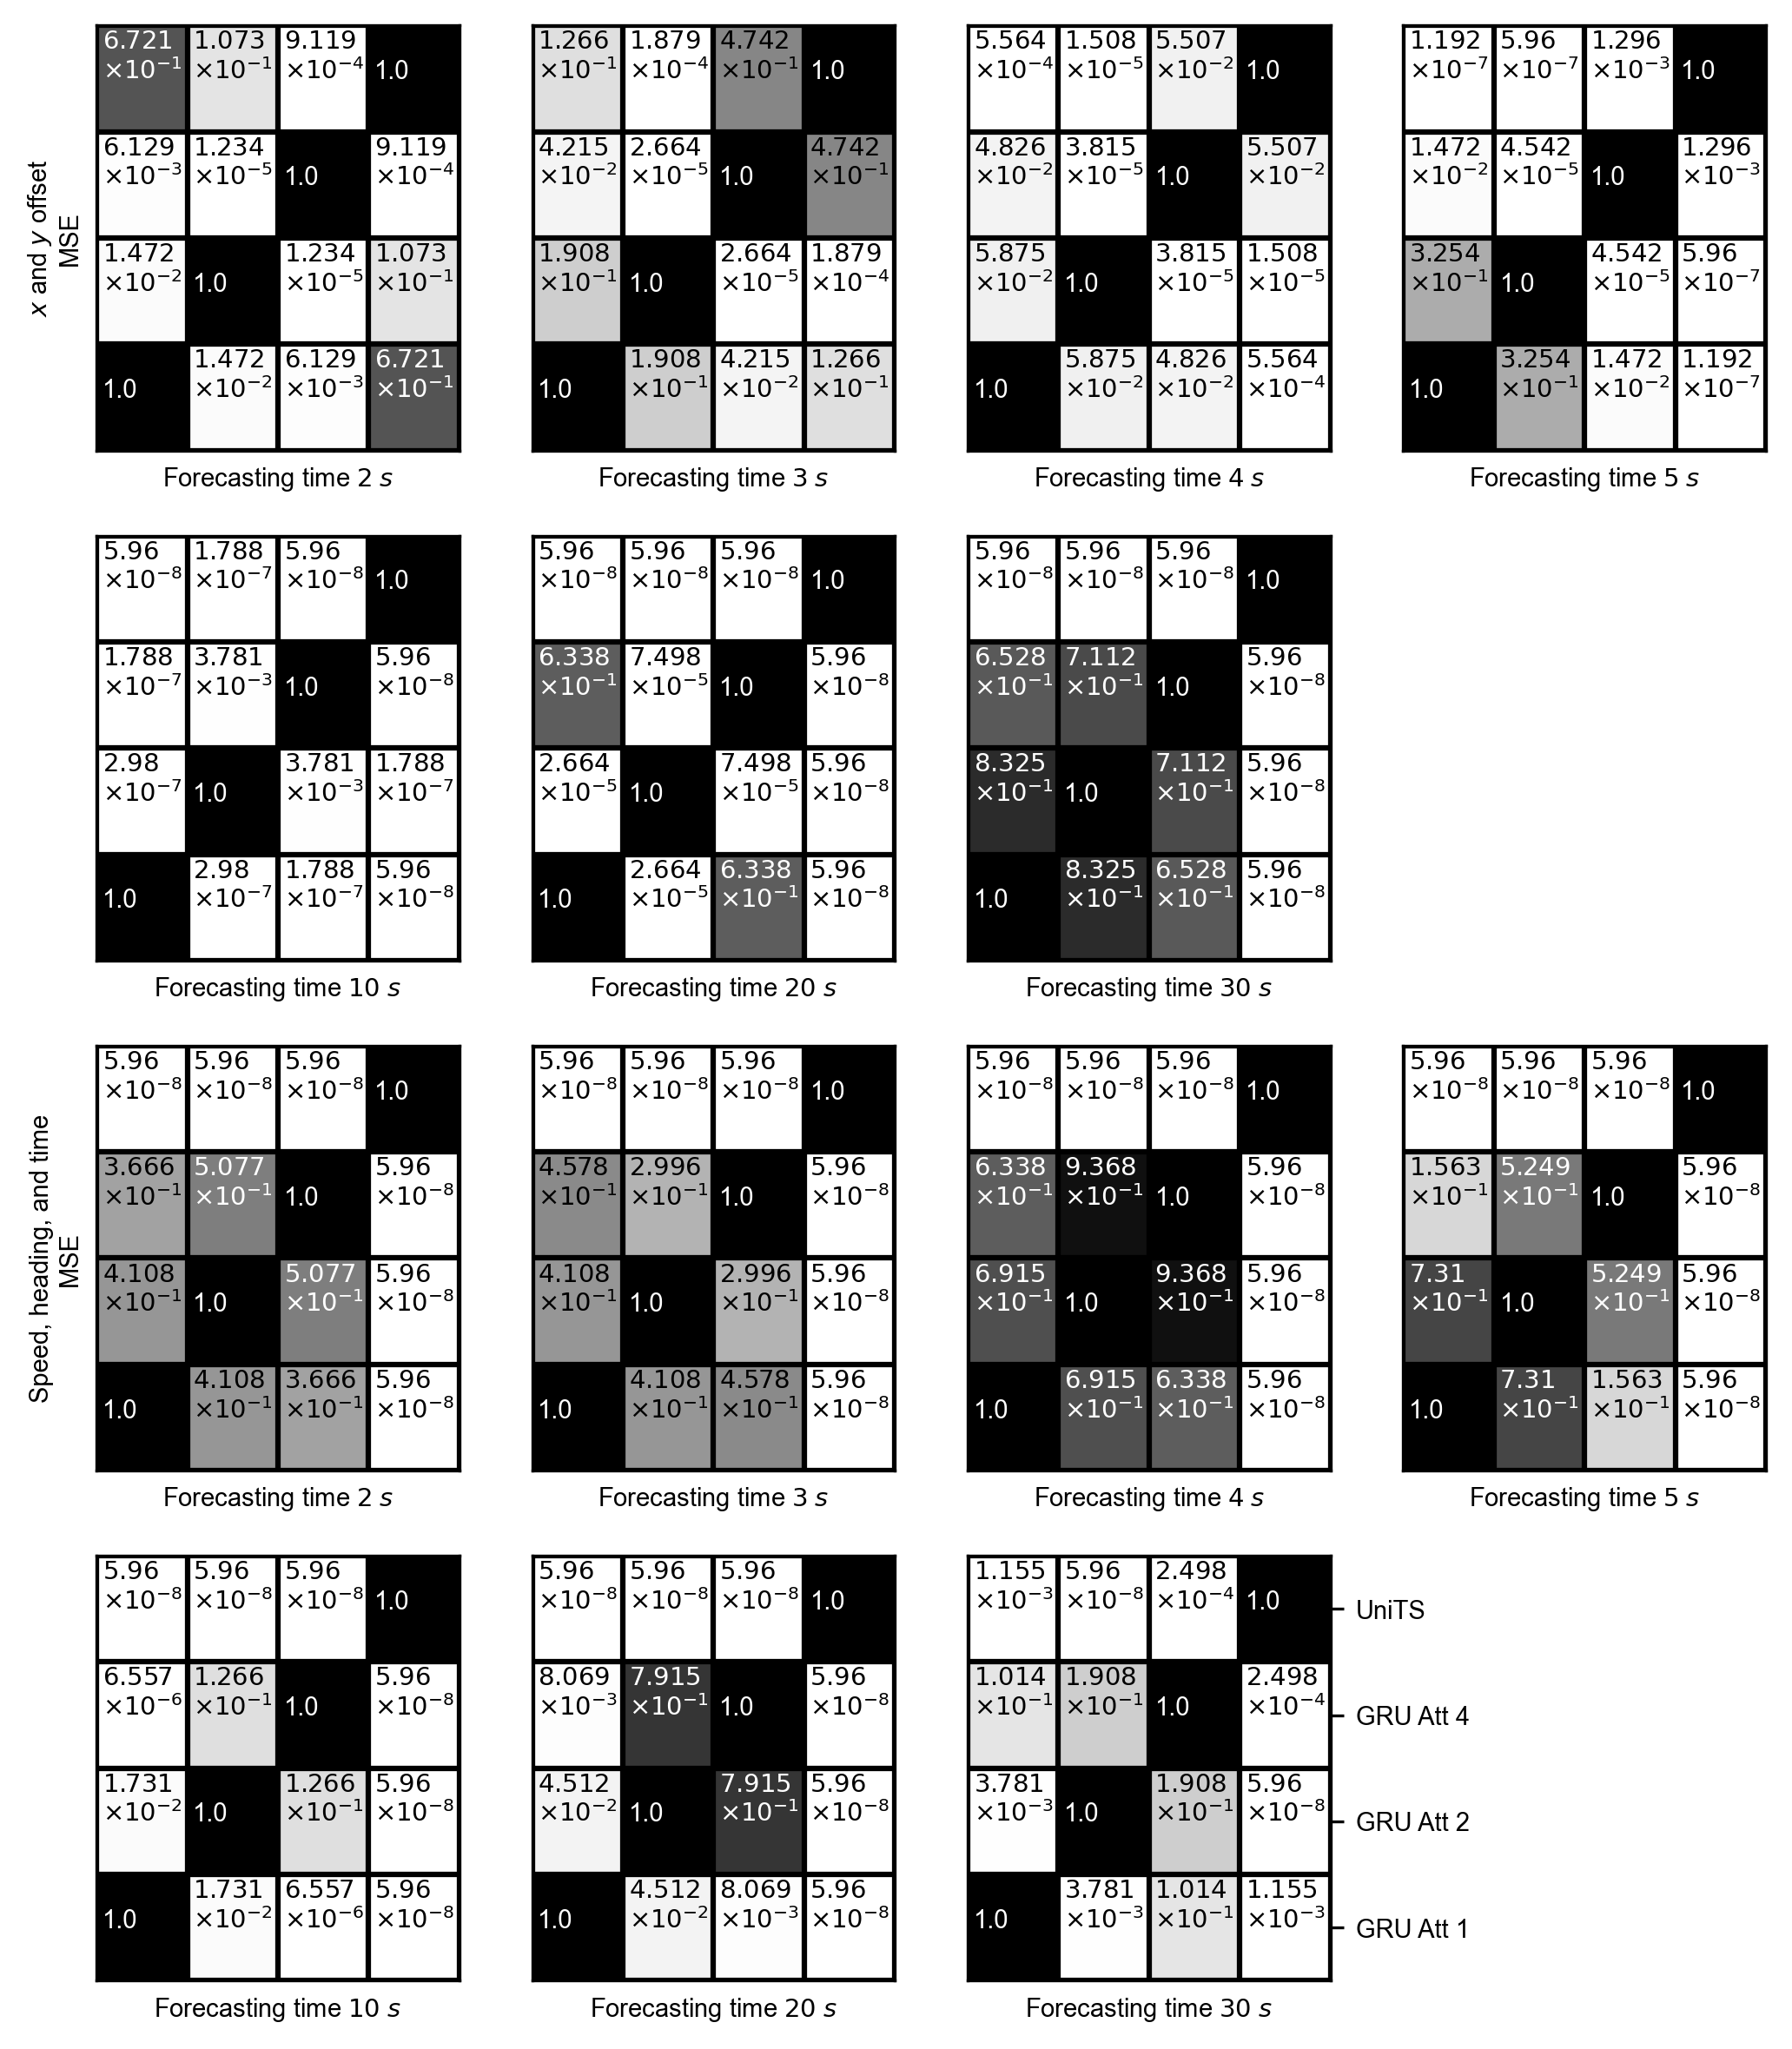 x and y offset
MSE
6.721 1.073 9.119
×10⁻¹ ×10⁻¹ ×10⁻⁴ 1.0
6.129 1.234 9.119
×10⁻³ ×10⁻⁵ 1.0 ×10⁻⁴
1.472 1.234 1.073
×10⁻² 1.0 ×10⁻⁵ ×10⁻¹
1.472 6.129 6.721
1.0 ×10⁻² ×10⁻³ ×10⁻¹
Forecasting time 2 s
1.266 1.879 4.742
×10⁻¹ ×10⁻⁴ ×10⁻¹ 1.0
4.215 2.664 4.742
×10⁻² ×10⁻⁵ 1.0 ×10⁻¹
1.908 2.664 1.879
×10⁻¹ 1.0 ×10⁻⁵ ×10⁻⁴
1.908 4.215 1.266
1.0 ×10⁻¹ ×10⁻² ×10⁻¹
Forecasting time 3 s
5.564 1.508 5.507
×10⁻⁴ ×10⁻⁵ ×10⁻² 1.0
4.826 3.815 5.507
×10⁻² ×10⁻⁵ 1.0 ×10⁻²
5.875 3.815 1.508
×10⁻² 1.0 ×10⁻⁵ ×10⁻⁵
5.875 4.826 5.564
1.0 ×10⁻² ×10⁻² ×10⁻⁴
Forecasting time 4 s
1.192 5.96 1.296
×10⁻⁷ ×10⁻⁷ ×10⁻³ 1.0
1.472 4.542 1.296
×10⁻² ×10⁻⁵ 1.0 ×10⁻³
3.254 4.542 5.96
×10⁻¹ 1.0 ×10⁻⁵ ×10⁻⁷
3.254 1.472 1.192
1.0 ×10⁻¹ ×10⁻² ×10⁻⁷
Forecasting time 5 s
5.96 1.788 5.96
×10⁻⁸ ×10⁻⁷ ×10⁻⁸ 1.0
1.788 3.781 5.96
×10⁻⁷ ×10⁻³ 1.0 ×10⁻⁸
2.98 3.781 1.788
×10⁻⁷ 1.0 ×10⁻³ ×10⁻⁷
2.98 1.788 5.96
1.0 ×10⁻⁷ ×10⁻⁷ ×10⁻⁸
Forecasting time 10 s
5.96 5.96 5.96
×10⁻⁸ ×10⁻⁸ ×10⁻⁸ 1.0
6.338 7.498 5.96
×10⁻¹ ×10⁻⁵ 1.0 ×10⁻⁸
2.664 7.498 5.96
×10⁻⁵ 1.0 ×10⁻⁵ ×10⁻⁸
2.664 6.338 5.96
1.0 ×10⁻⁵ ×10⁻¹ ×10⁻⁸
Forecasting time 20 s
5.96 5.96 5.96
×10⁻⁸ ×10⁻⁸ ×10⁻⁸ 1.0
6.528 7.112 5.96
×10⁻¹ ×10⁻¹ 1.0 ×10⁻⁸
8.325 7.112 5.96
×10⁻¹ 1.0 ×10⁻¹ ×10⁻⁸
8.325 6.528 5.96
1.0 ×10⁻¹ ×10⁻¹ ×10⁻⁸
Forecasting time 30 s
Speed, heading, and time
MSE
5.96 5.96 5.96
×10⁻⁸ ×10⁻⁸ ×10⁻⁸ 1.0
3.666 5.077 5.96
×10⁻¹ ×10⁻¹ 1.0 ×10⁻⁸
4.108 5.077 5.96
×10⁻¹ 1.0 ×10⁻¹ ×10⁻⁸
4.108 3.666 5.96
1.0 ×10⁻¹ ×10⁻¹ ×10⁻⁸
Forecasting time 2 s
5.96 5.96 5.96
×10⁻⁸ ×10⁻⁸ ×10⁻⁸ 1.0
4.578 2.996 5.96
×10⁻¹ ×10⁻¹ 1.0 ×10⁻⁸
4.108 2.996 5.96
×10⁻¹ 1.0 ×10⁻¹ ×10⁻⁸
4.108 4.578 5.96
1.0 ×10⁻¹ ×10⁻¹ ×10⁻⁸
Forecasting time 3 s
5.96 5.96 5.96
×10⁻⁸ ×10⁻⁸ ×10⁻⁸ 1.0
6.338 9.368 5.96
×10⁻¹ ×10⁻¹ 1.0 ×10⁻⁸
6.915 9.368 5.96
×10⁻¹ 1.0 ×10⁻¹ ×10⁻⁸
6.915 6.338 5.96
1.0 ×10⁻¹ ×10⁻¹ ×10⁻⁸
Forecasting time 4 s
5.96 5.96 5.96
×10⁻⁸ ×10⁻⁸ ×10⁻⁸ 1.0
1.563 5.249 5.96
×10⁻¹ ×10⁻¹ 1.0 ×10⁻⁸
7.31 5.249 5.96
×10⁻¹ 1.0 ×10⁻¹ ×10⁻⁸
7.31 1.563 5.96
1.0 ×10⁻¹ ×10⁻¹ ×10⁻⁸
Forecasting time 5 s
5.96 5.96 5.96
×10⁻⁸ ×10⁻⁸ ×10⁻⁸ 1.0
6.557 1.266 5.96
×10⁻⁶ ×10⁻¹ 1.0 ×10⁻⁸
1.731 1.266 5.96
×10⁻² 1.0 ×10⁻¹ ×10⁻⁸
1.731 6.557 5.96
1.0 ×10⁻² ×10⁻⁶ ×10⁻⁸
Forecasting time 10 s
5.96 5.96 5.96
×10⁻⁸ ×10⁻⁸ ×10⁻⁸ 1.0
8.069 7.915 5.96
×10⁻³ ×10⁻¹ 1.0 ×10⁻⁸
4.512 7.915 5.96
×10⁻² 1.0 ×10⁻¹ ×10⁻⁸
4.512 8.069 5.96
1.0 ×10⁻² ×10⁻³ ×10⁻⁸
Forecasting time 20 s
1.155 5.96 2.498
×10⁻³ ×10⁻⁸ ×10⁻⁴ 1.0
UniTS
1.014 1.908 2.498
×10⁻¹ ×10⁻¹ 1.0 ×10⁻⁴
GRU Att 4
3.781 1.908 5.96
×10⁻³ 1.0 ×10⁻¹ ×10⁻⁸
GRU Att 2
3.781 1.014 1.155
1.0 ×10⁻³ ×10⁻¹ ×10⁻³
GRU Att 1
Forecasting time 30 s